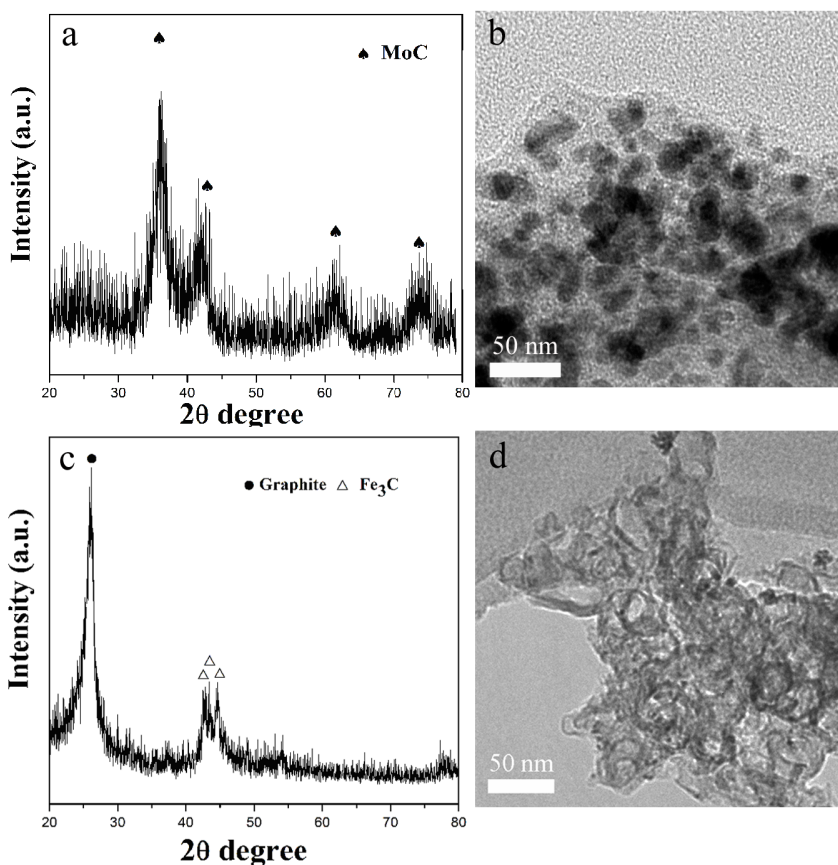 a
♠ MoC
Intensity (a.u.)
20 30 40 50 60 70 80
2θ degree
b
50 nm
c
● Graphite △ Fe₃C
Intensity (a.u.)
20 30 40 50 60 70 80
2θ degree
d
50 nm